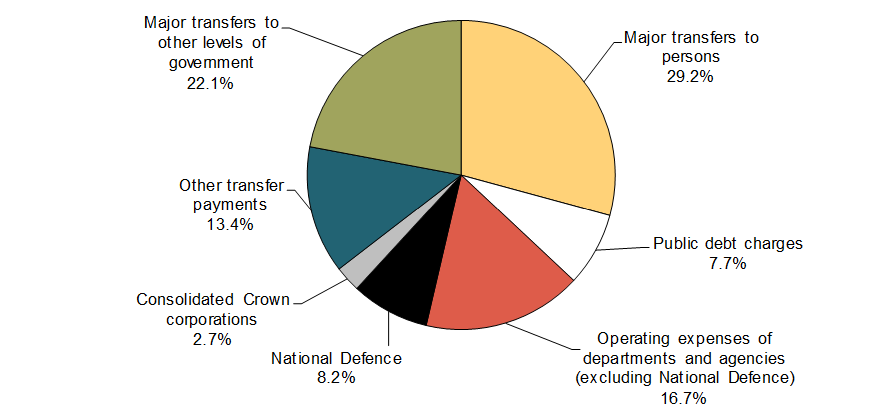 Major transfers to
other levels of
government
22.1%
Major transfers to
persons
29.2%
Other transfer
payments
13.4%
Public debt charges
7.7%
Consolidated Crown
corporations
2.7%
National Defence
8.2%
Operating expenses of
departments and agencies
(excluding National Defence)
16.7%